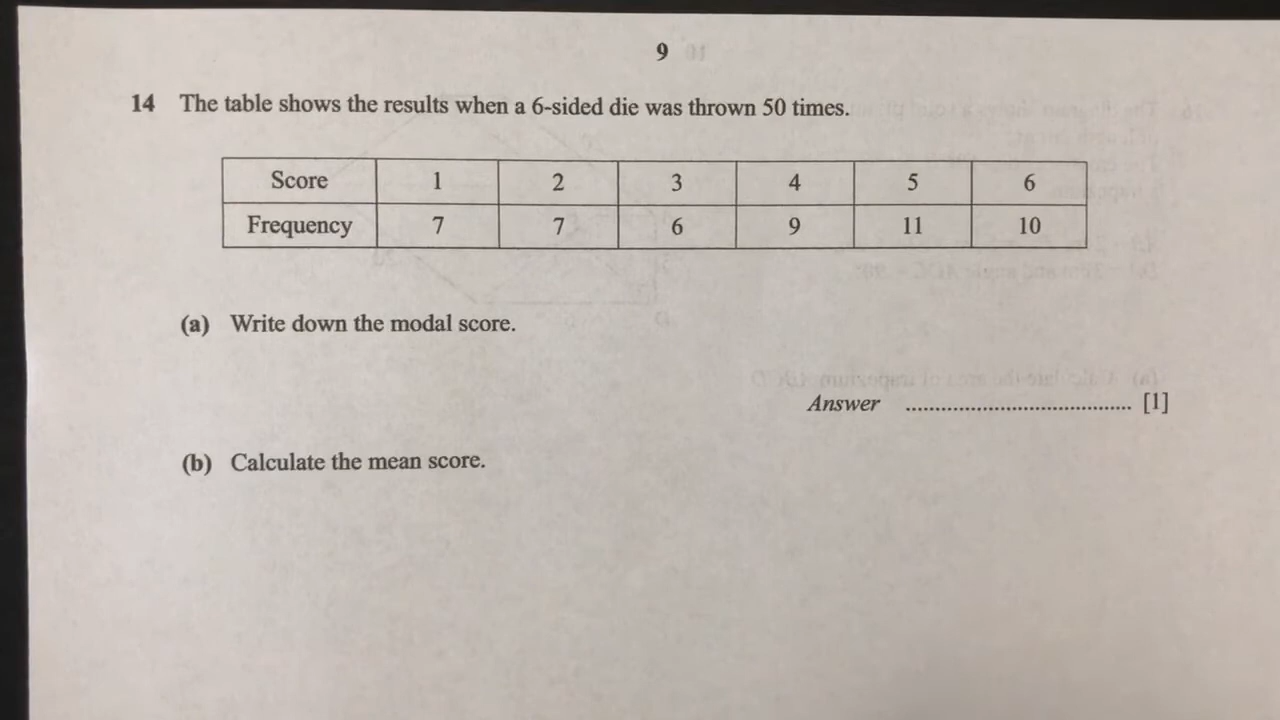 9
14 The table shows the results when a 6-sided die was thrown 50 times.
Score 1 2 3 4 5 6
Frequency 7 7 6 9 11 10
(a) Write down the modal score.
Answer ...................................... [1]
(b) Calculate the mean score.